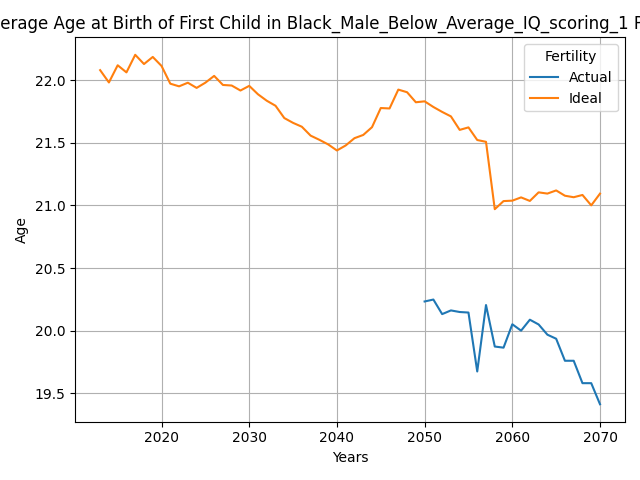 erage Age at Birth of First Child in Black_Male_Below_Average_IQ_scoring_1
Fertility
Actual
Ideal
22.0
21.5
21.0
20.5
20.0
19.5
Age
2020 2030 2040 2050 2060 2070
Years